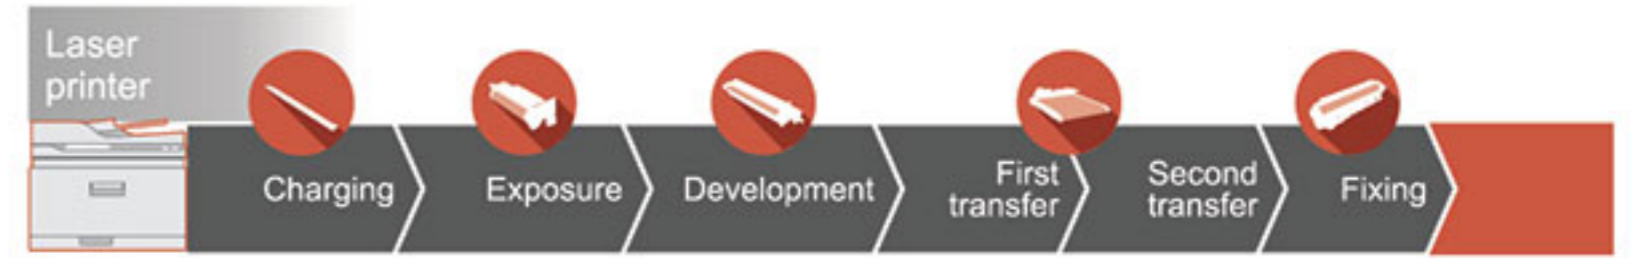 Laser
printer
Charging
Exposure
Development
First
transfer
Second
transfer
Fixing